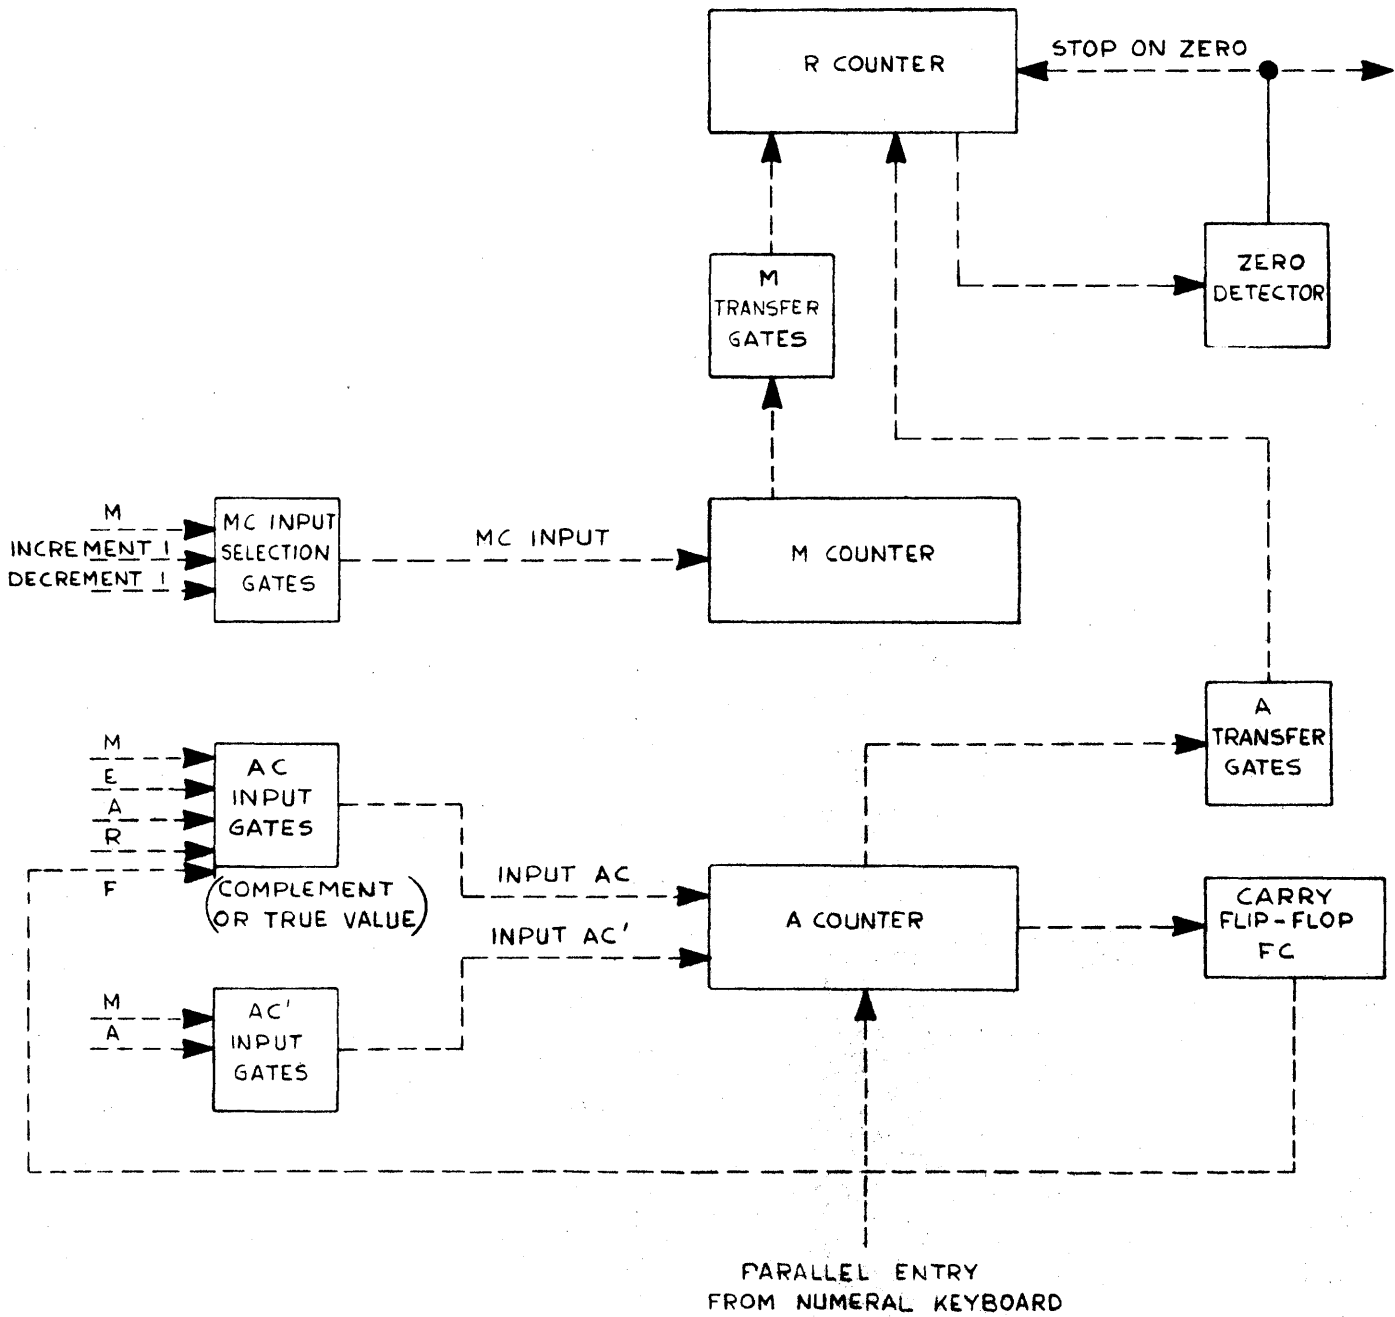 R COUNTER
STOP ON ZERO
ZERO
DETECTOR
M
TRANSFER
GATES
M
INCREMENT 1
DECREMENT 1
MC INPUT
SELECTION
GATES
MC INPUT
M COUNTER
A
TRANSFER
GATES
M
E
A
R
F
AC
INPUT
GATES
(COMPLEMENT
OR TRUE VALUE)
INPUT AC
INPUT AC'
A COUNTER
CARRY
FLIP-FLOP
FC
M
A
AC'
INPUT
GATES
PARALLEL ENTRY
FROM NUMERAL KEYBOARD